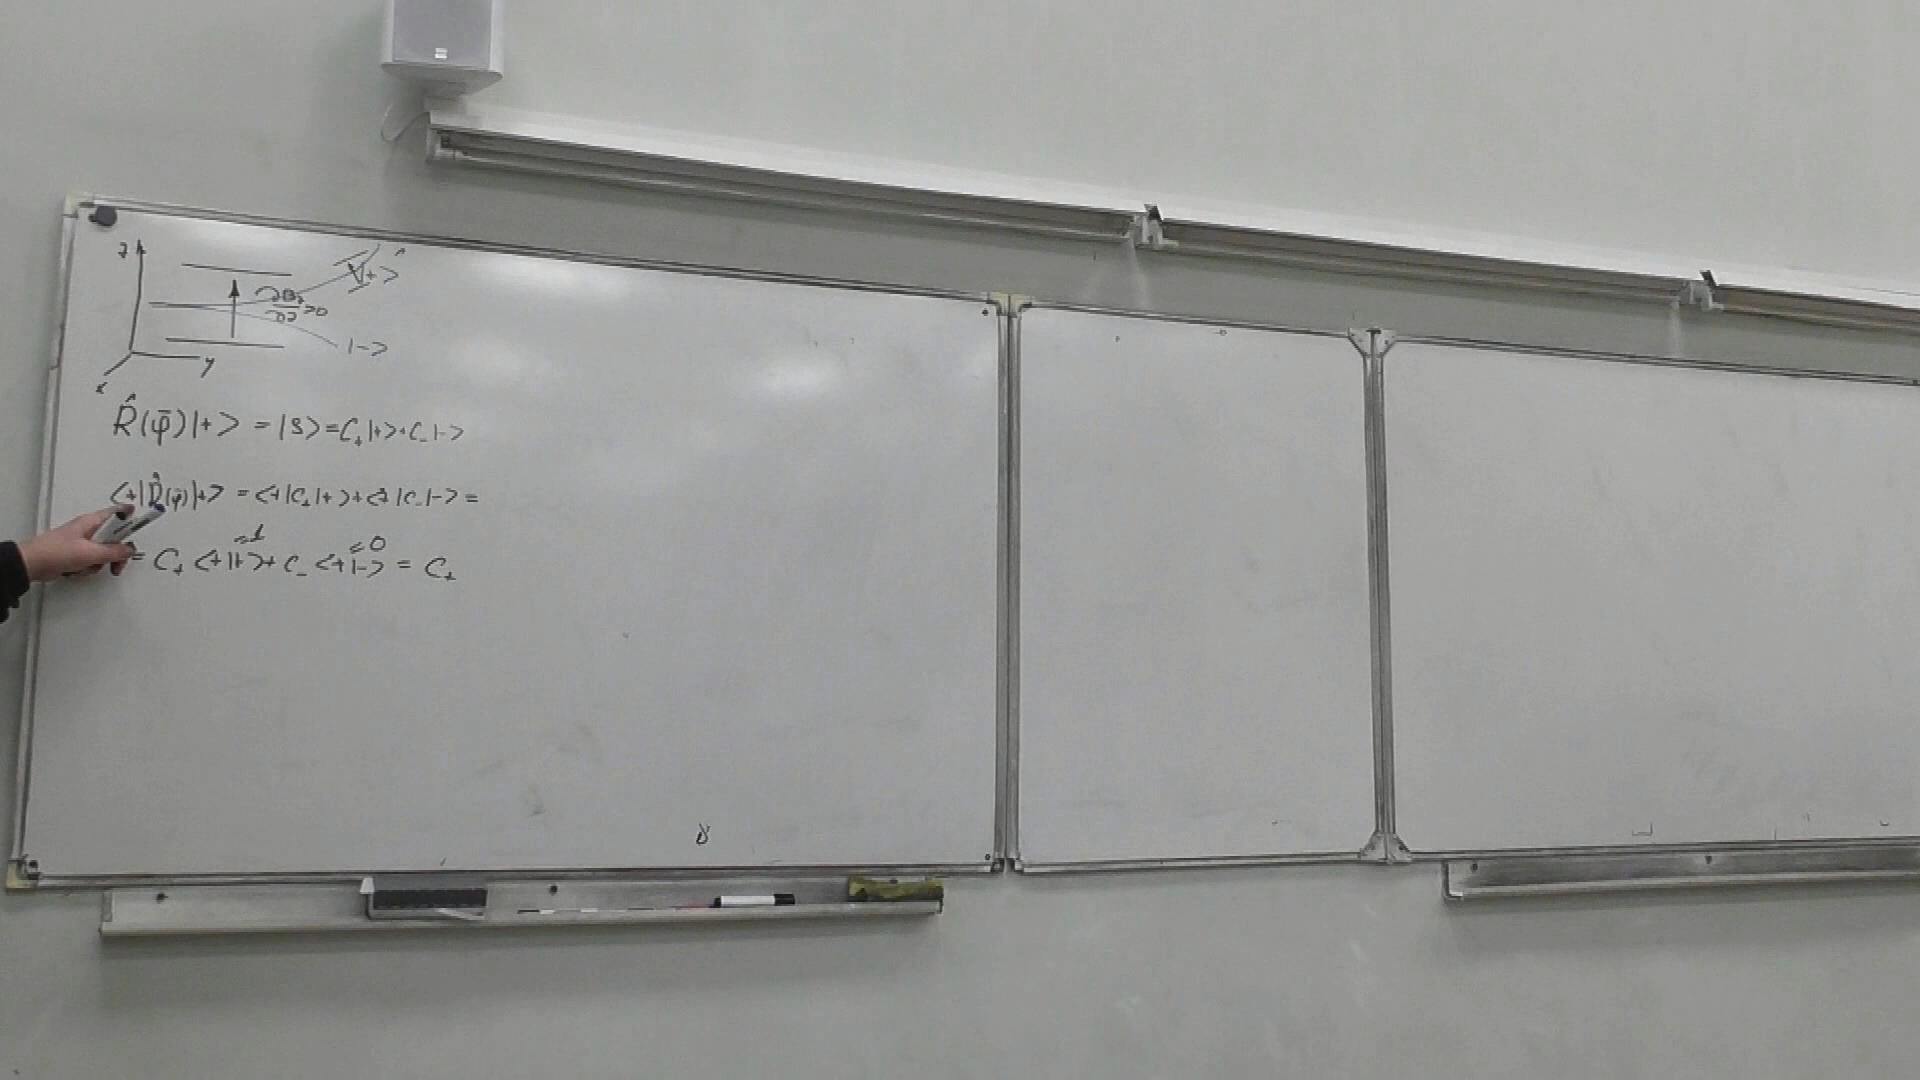 z
|+>
∂B_z/∂z >0
|->
y
x
R̂(φ̄)|+> = |S> = C₊|+> + C₋|->
<+|R̂(φ̄)|+> = <+|C₊|+> + <+|C₋|-> =
=1 =0
= C₊ <+|+> + C₋ <+|-> = C₊